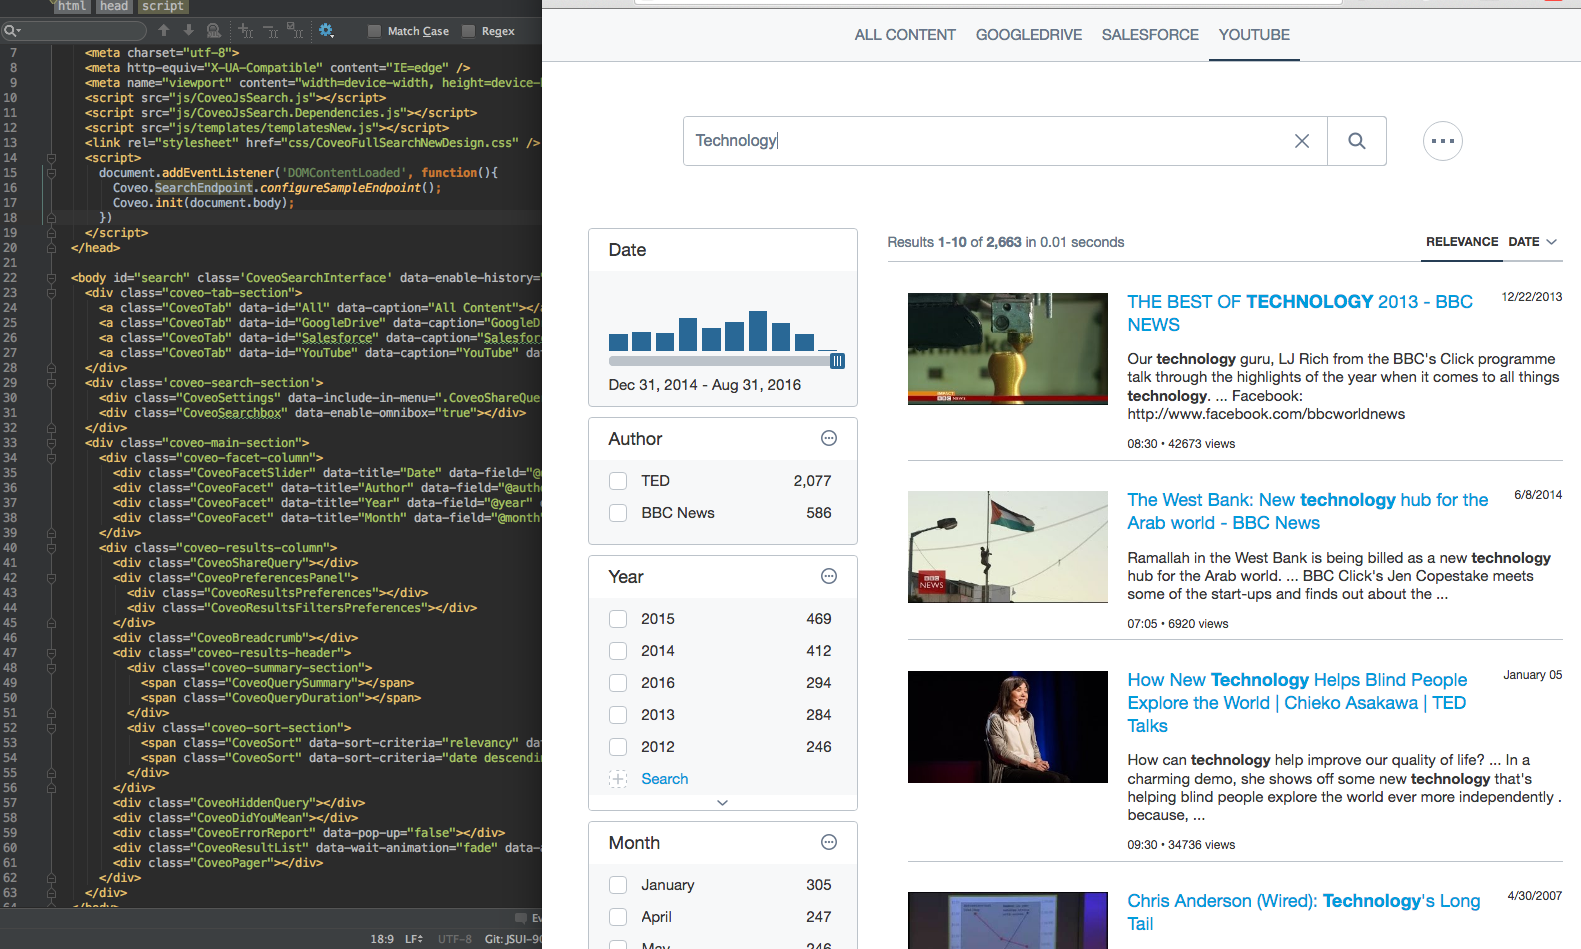 html head script
Match Case Regex
7 <meta charset="utf-8">
8 <meta http-equiv="X-UA-Compatible" content="IE=edge" />
9 <meta name="viewport" content="width=device-width, height=device-
10 <script src="js/CoveoJsSearch.js"></script>
11 <script src="js/CoveoJsSearch.Dependencies.js"></script>
12 <script src="js/templates/templatesNew.js"></script>
13 <link rel="stylesheet" href="css/CoveoFullSearchNewDesign.css" />
14 <script>
15 document.addEventListener('DOMContentLoaded', function(){
16 Coveo.SearchEndpoint.configureSampleEndpoint();
17 Coveo.init(document.body);
18 })
19 </script>
20 </head>
21
22 <body id="search" class='CoveoSearchInterface' data-enable-history="
23 <div class="coveo-tab-section">
24 <a class="CoveoTab" data-id="All" data-caption="All Content"></
25 <a class="CoveoTab" data-id="GoogleDrive" data-caption="GoogleD
26 <a class="CoveoTab" data-id="Salesforce" data-caption="Salesfor
27 <a class="CoveoTab" data-id="YouTube" data-caption="YouTube" da
28 </div>
29 <div class='coveo-search-section'>
30 <div class="CoveoSettings" data-include-in-menu=".CoveoShareQue
31 <div class="CoveoSearchbox" data-enable-omnibox="true"></div>
32 </div>
33 <div class="coveo-main-section">
34 <div class="coveo-facet-column">
35 <div class="CoveoFacetSlider" data-title="Date" data-field="@
36 <div class="CoveoFacet" data-title="Author" data-field="@auth
37 <div class="CoveoFacet" data-title="Year" data-field="@year"
38 <div class="CoveoFacet" data-title="Month" data-field="@month"
39 </div>
40 <div class="coveo-results-column">
41 <div class="CoveoShareQuery"></div>
42 <div class="CoveoPreferencesPanel">
43 <div class="CoveoResultsPreferences"></div>
44 <div class="CoveoResultsFiltersPreferences"></div>
45 </div>
46 <div class="CoveoBreadcrumb"></div>
47 <div class="coveo-results-header">
48 <div class="coveo-summary-section">
49 <span class="CoveoQuerySummary"></span>
50 <span class="CoveoQueryDuration"></span>
51 </div>
52 <div class="coveo-sort-section">
53 <span class="CoveoSort" data-sort-criteria="relevancy" da
54 <span class="CoveoSort" data-sort-criteria="date descendin
55 </div>
56 </div>
57 <div class="CoveoHiddenQuery"></div>
58 <div class="CoveoDidYouMean"></div>
59 <div class="CoveoErrorReport" data-pop-up="false"></div>
60 <div class="CoveoResultList" data-wait-animation="fade" data-
61 <div class="CoveoPager"></div>
62 </div>
63 </div>
64 </body>
Ev
18:9 LF UTF-8 Git: JSUI-90
ALL CONTENT GOOGLEDRIVE SALESFORCE YOUTUBE
Technology
Date
Dec 31, 2014 - Aug 31, 2016
Author
TED 2,077
BBC News 586
Year
2015 469
2014 412
2016 294
2013 284
2012 246
Search
Month
January 305
April 247
May 246
Results 1-10 of 2,663 in 0.01 seconds
RELEVANCE DATE
THE BEST OF TECHNOLOGY 2013 - BBC
NEWS
12/22/2013
Our technology guru, LJ Rich from the BBC's Click programme
talk through the highlights of the year when it comes to all things
technology. ... Facebook:
http://www.facebook.com/bbcworldnews
08:30 • 42673 views
IMPACT
BBC NEWS
The West Bank: New technology hub for the
Arab world - BBC News
6/8/2014
Ramallah in the West Bank is being billed as a new technology
hub for the Arab world. ... BBC Click's Jen Copestake meets
some of the start-ups and finds out about the ...
07:05 • 6920 views
BBC
NEWS
How New Technology Helps Blind People
Explore the World | Chieko Asakawa | TED
Talks
January 05
How can technology help improve our quality of life? ... In a
charming demo, she shows off some new technology that's
helping blind people explore the world ever more independently .
because, ...
09:30 • 34736 views
Chris Anderson (Wired): Technology's Long
Tail
4/30/2007